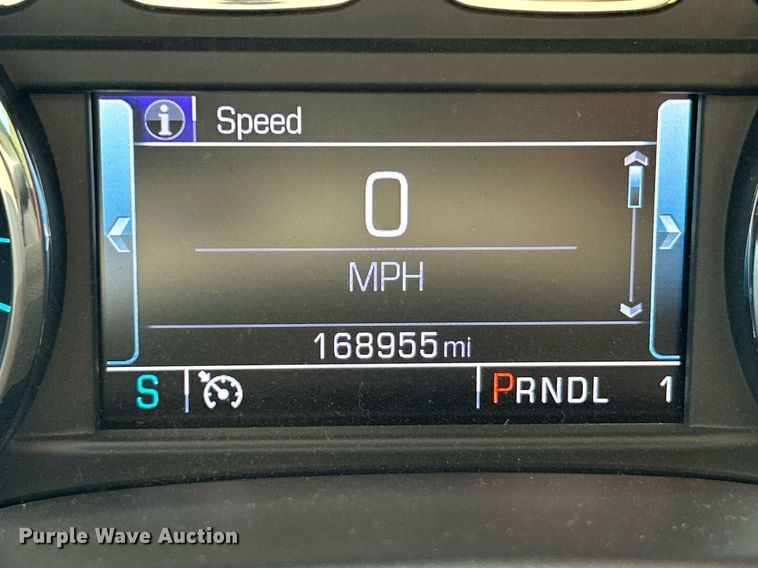 i Speed
0
MPH
168955 mi
S PRNDL 1
Purple Wave Auction®